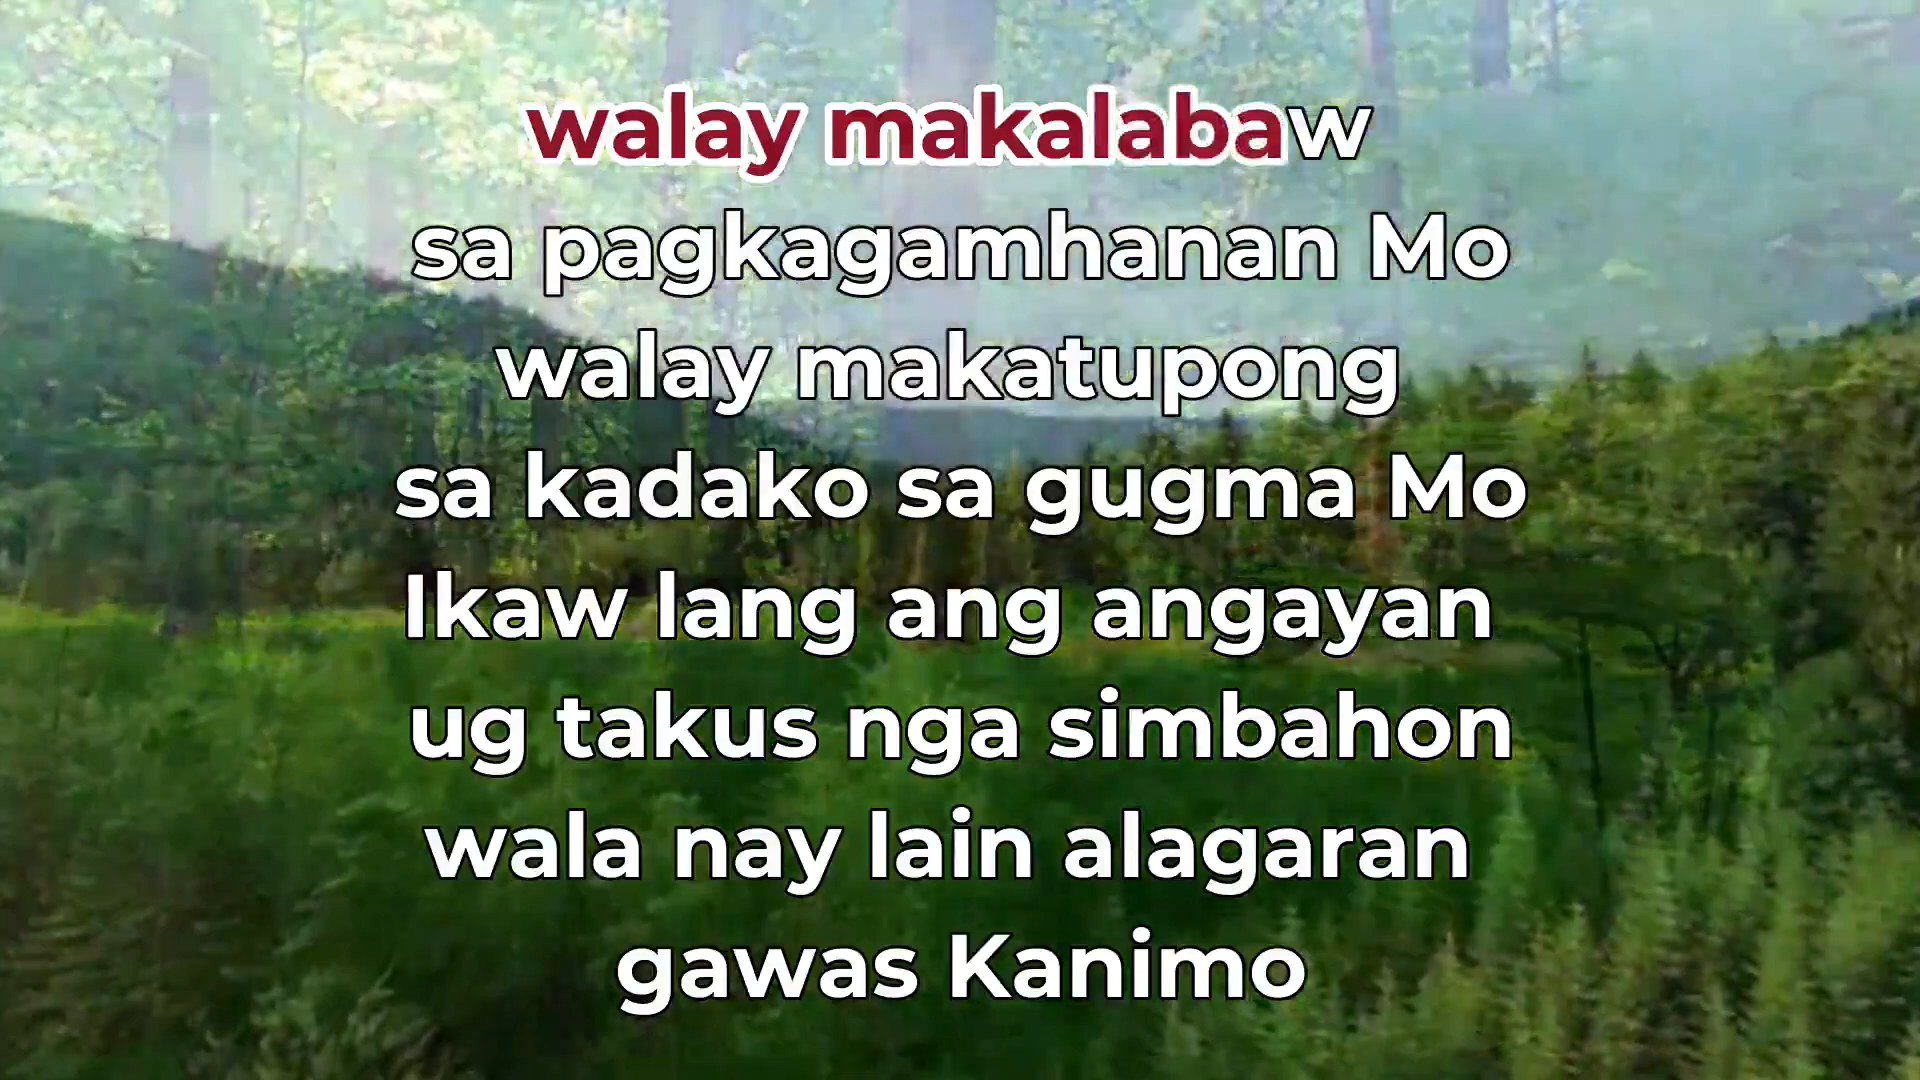 walay makalabaw
sa pagkagamhanan Mo
walay makatupong
sa kadako sa gugma Mo
Ikaw lang ang angayan
ug takus nga simbahon
wala nay lain alagaran
gawas Kanimo